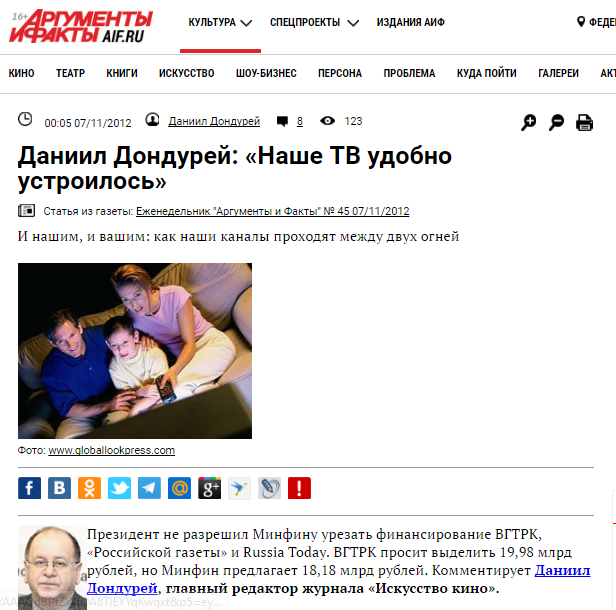 16+
АРГУМЕНТЫ
И ФАКТЫ AIF.RU
КУЛЬТУРА СПЕЦПРОЕКТЫ ИЗДАНИЯ АИФ ФЕДЕ
КИНО ТЕАТР КНИГИ ИСКУССТВО ШОУ-БИЗНЕС ПЕРСОНА ПРОБЛЕМА КУДА ПОЙТИ ГАЛЕРЕИ АКТ
00:05 07/11/2012 Даниил Дондурей 8 123
Даниил Дондурей: «Наше ТВ удобно
устроилось»
Статья из газеты: Еженедельник "Аргументы и Факты" № 45 07/11/2012
И нашим, и вашим: как наши каналы проходят между двух огней
Фото: www.globallookpress.com
Президент не разрешил Минфину урезать финансирование ВГТРК,
«Российской газеты» и Russia Today. ВГТРК просит выделить 19,98 млрд
рублей, но Минфин предлагает 18,18 млрд рублей. Комментирует Даниил
Дондурей, главный редактор журнала «Искусство кино».